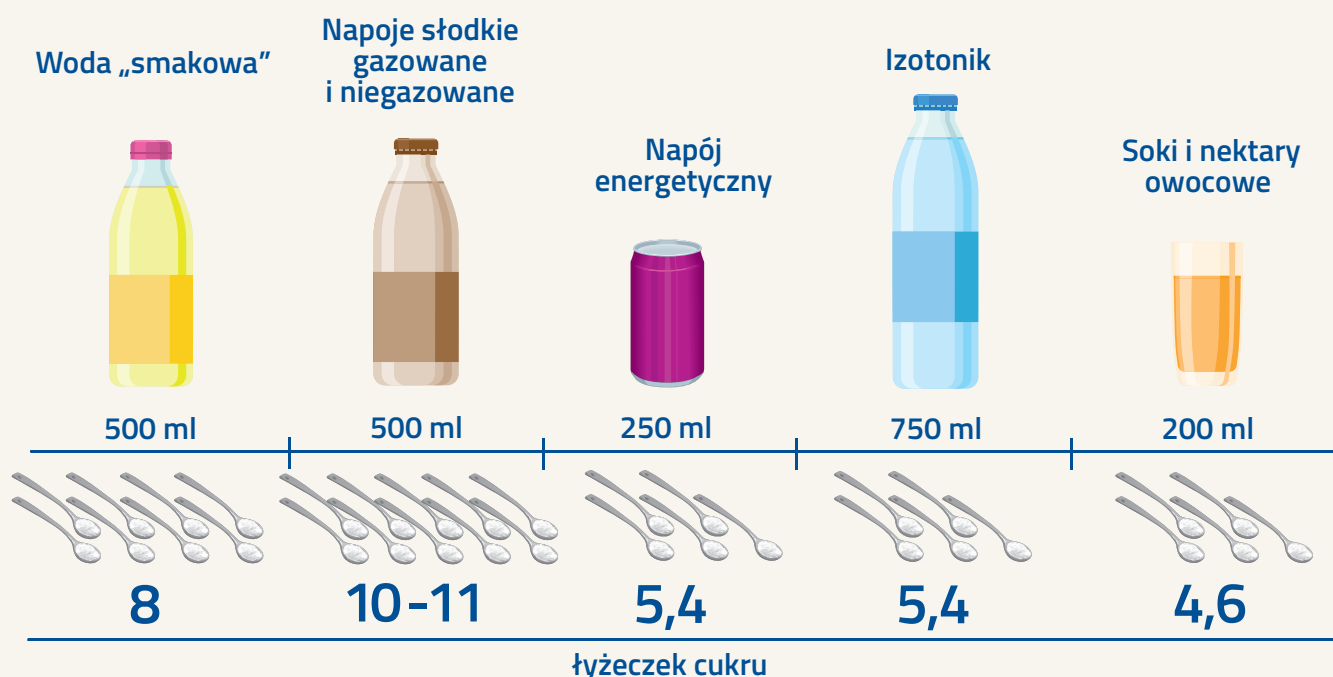 Woda „smakowa”
Napoje słodkie
gazowane
i niegazowane
Napój
energetyczny
Izotonik
Soki i nektary
owocowe
500 ml
500 ml
250 ml
750 ml
200 ml
8
10-11
5,4
5,4
4,6
łyżeczek cukru